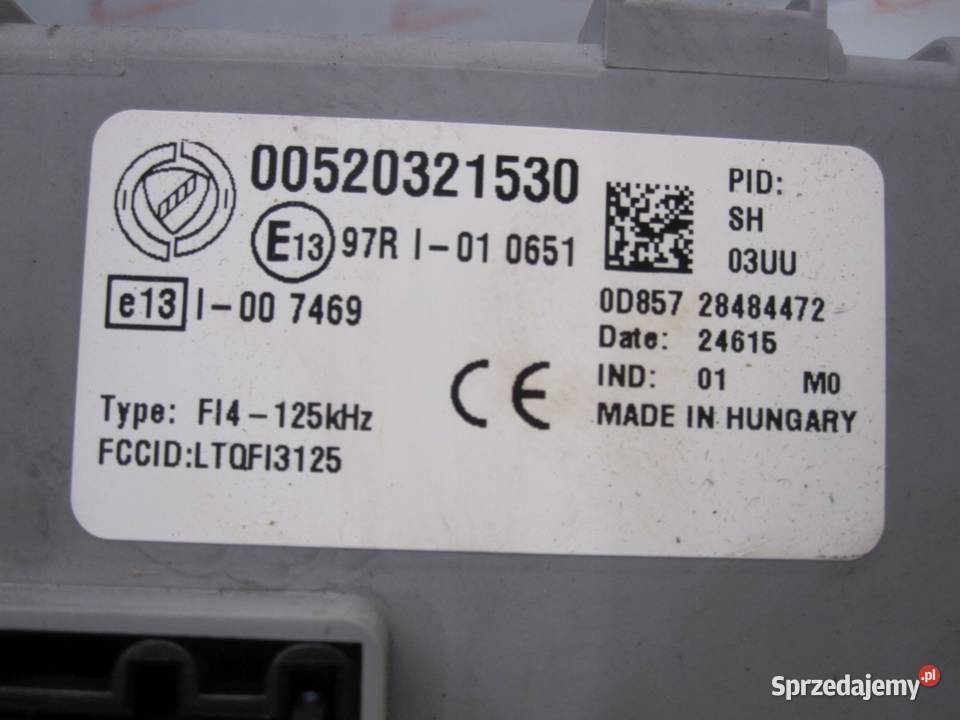 00520321530
E13 97R I-01 0651
e13 I-00 7469
Type: FI4-125kHz
FCCID:LTQFI3125
PID:
SH
03UU
0D857 28484472
Date: 24615
IND: 01 M0
MADE IN HUNGARY
CE
Sprzedajemy.pl